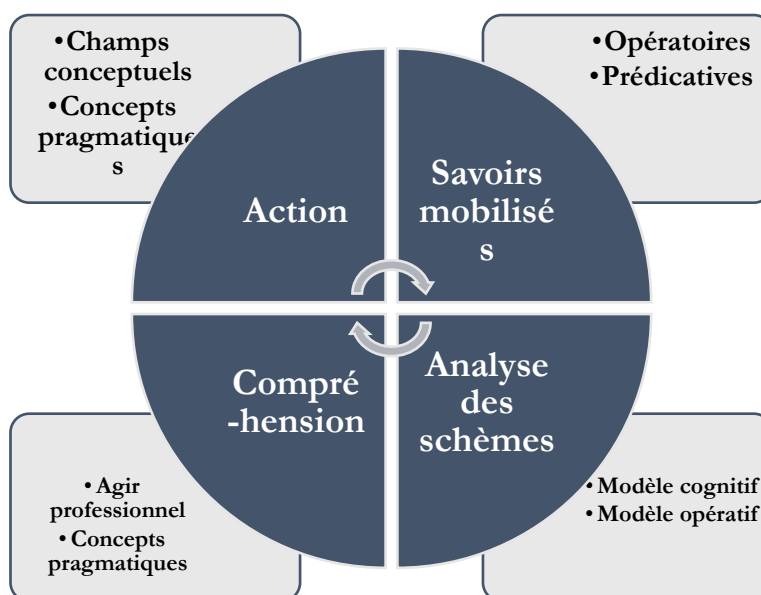 •Champs
conceptuels
•Concepts
pragmatique
s
•Opératoires
•Prédicatives
Action
Savoirs
mobilisé
s
Compré
-hension
Analyse
des
schèmes
• Agir
professionnel
• Concepts
pragmatiques
• Modèle cognitif
• Modèle opératif